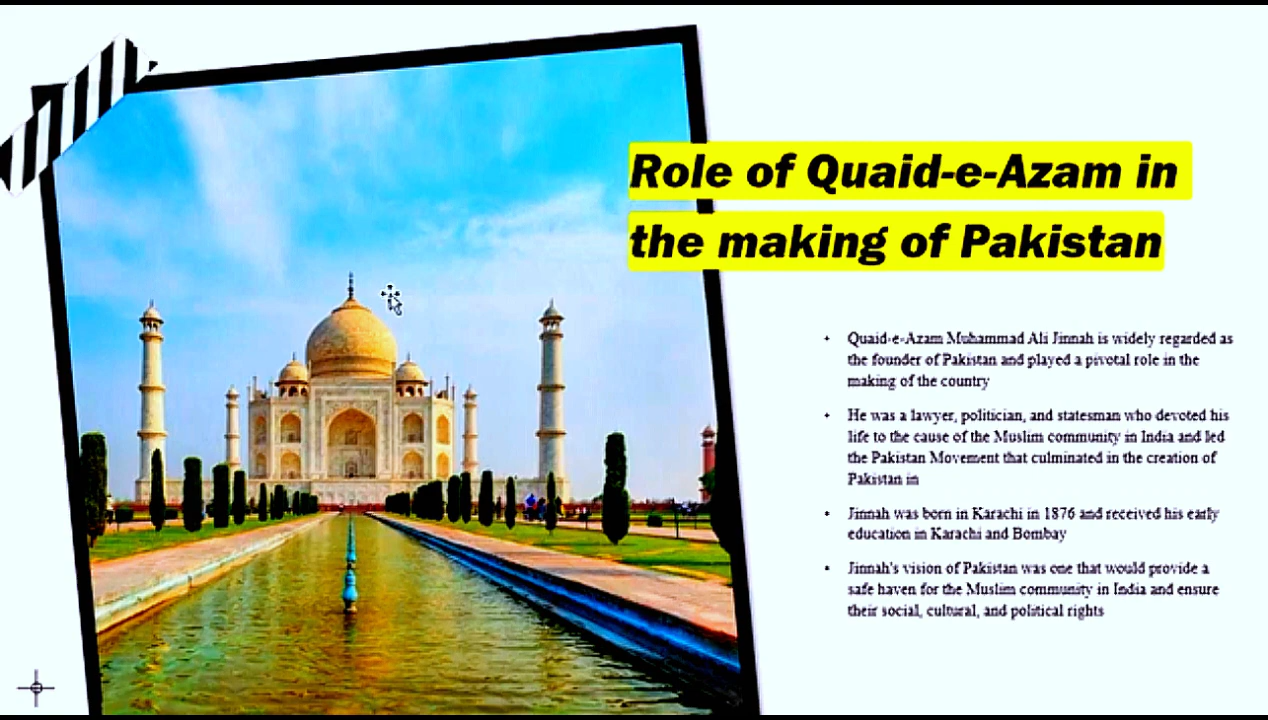 Role of Quaid-e-Azam in
the making of Pakistan
• Quaid-e-Azam Muhammad Ali Jinnah is widely regarded as
the founder of Pakistan and played a pivotal role in the
making of the country
• He was a lawyer, politician, and statesman who devoted his
life to the cause of the Muslim community in India and led
the Pakistan Movement that culminated in the creation of
Pakistan in
• Jinnah was born in Karachi in 1876 and received his early
education in Karachi and Bombay
• Jinnah's vision of Pakistan was one that would provide a
safe haven for the Muslim community in India and ensure
their social, cultural, and political rights